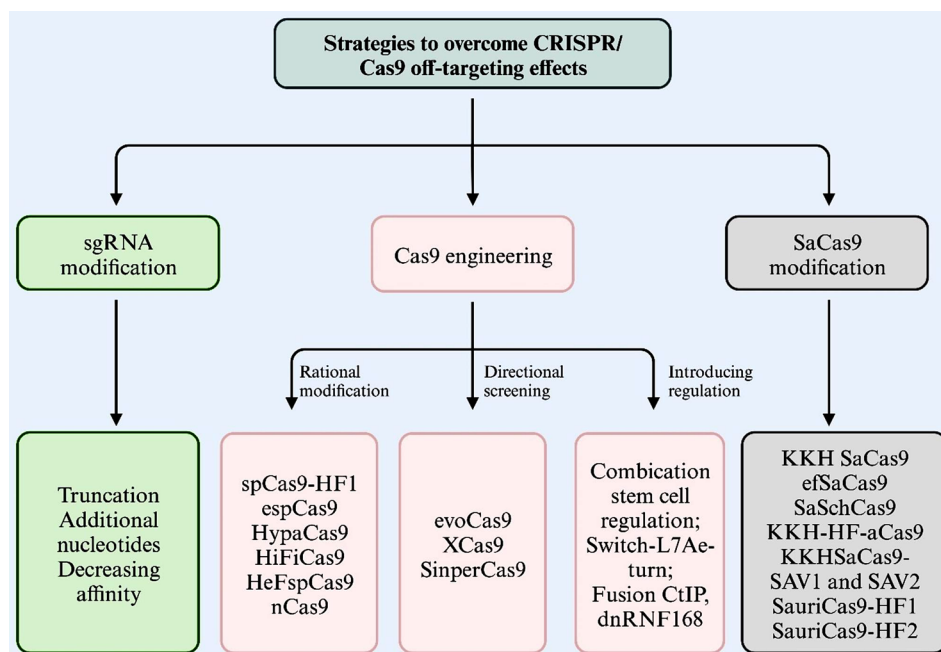 Strategies to overcome CRISPR/
Cas9 off-targeting effects
sgRNA
modification
Cas9 engineering
SaCas9
modification
Rational
modification
Directional
screening
Introducing
regulation
Truncation
Additional
nucleotides
Decreasing
affinity
spCas9-HF1
espCas9
HypaCas9
HiFiCas9
HeFspCas9
nCas9
evoCas9
XCas9
SinperCas9
Combication
stem cell
regulation;
Switch-L7Ae-
turn;
Fusion CtIP,
dnRNF168
KKH SaCas9
efSaCas9
SaSchCas9
KKH-HF-aCas9
KKHSaCas9-
SAV1 and SAV2
SauriCas9-HF1
SauriCas9-HF2